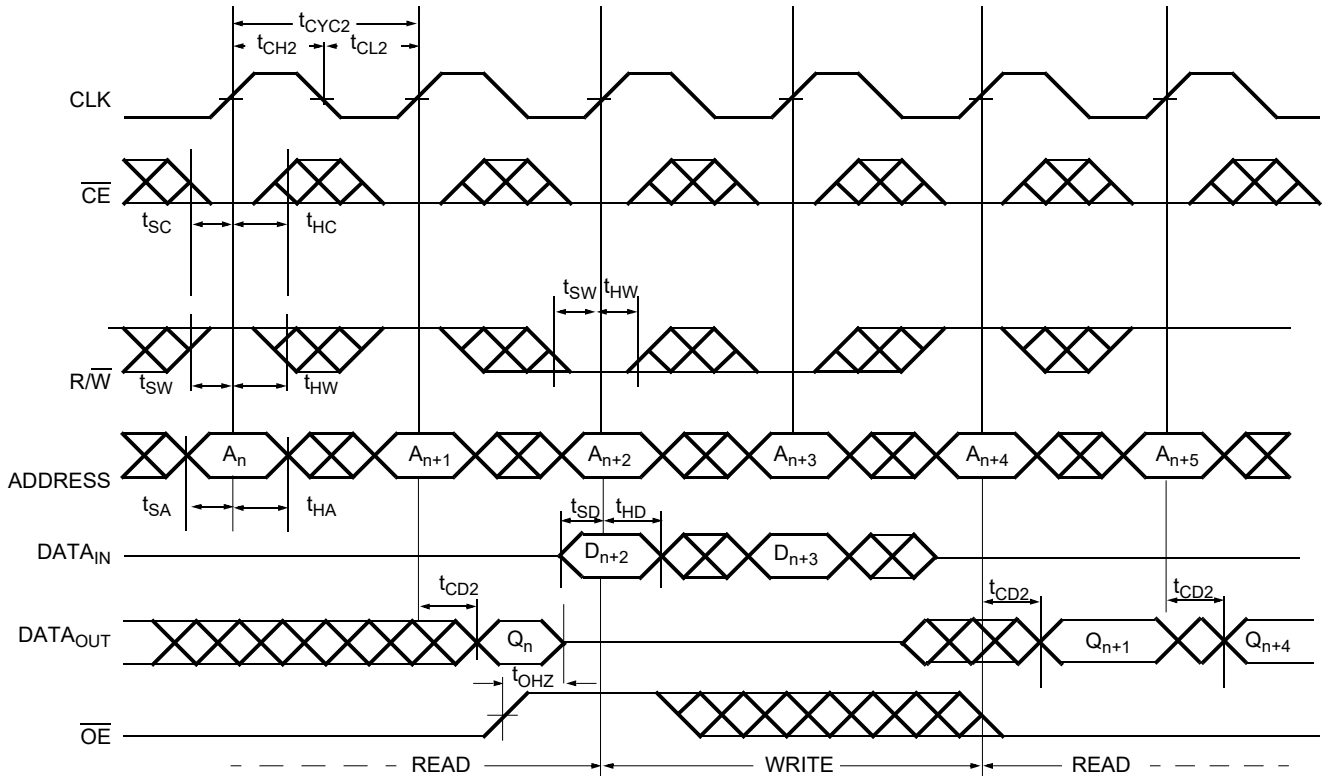 tCYC2
tCH2 tCL2
CLK
CE
tSC tHC
tSW tHW
R/W
tSW tHW
An An+1 An+2 An+3 An+4 An+5
ADDRESS
tSA tHA
tSD tHD
DATAIN
Dn+2 Dn+3
tCD2 tCD2 tCD2
DATAOUT
Qn Qn+1 Qn+4
tOHZ
OE
READ WRITE READ